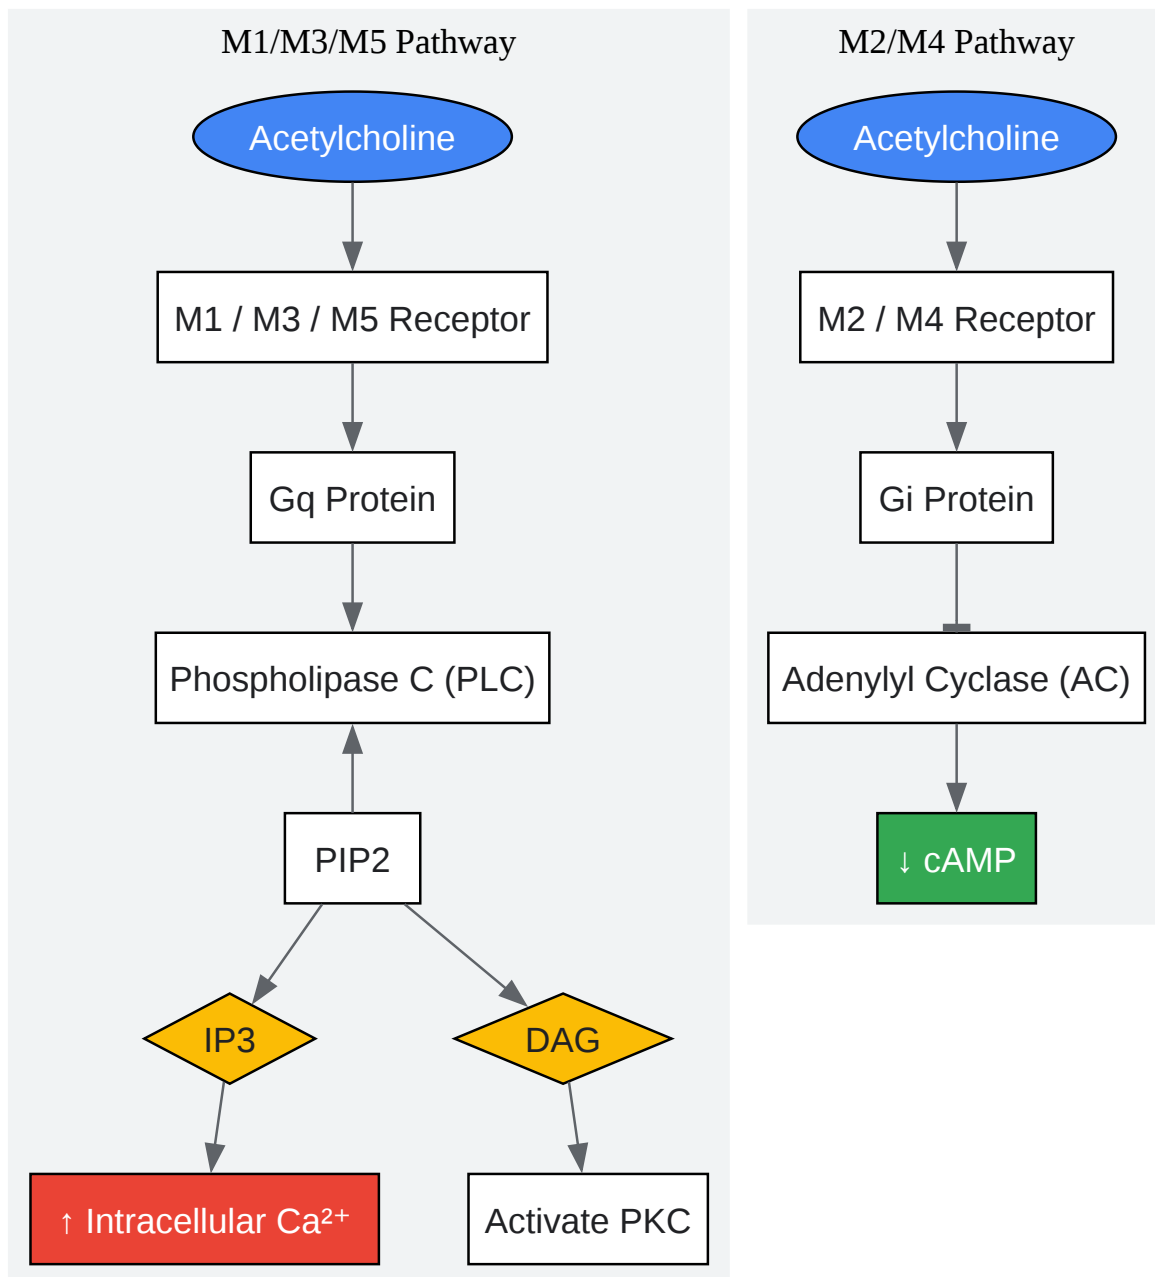 M1/M3/M5 Pathway
Acetylcholine
M1 / M3 / M5 Receptor
Gq Protein
Phospholipase C (PLC)
PIP2
IP3
DAG
↑ Intracellular Ca²⁺
Activate PKC
M2/M4 Pathway
Acetylcholine
M2 / M4 Receptor
Gi Protein
Adenylyl Cyclase (AC)
↓ cAMP